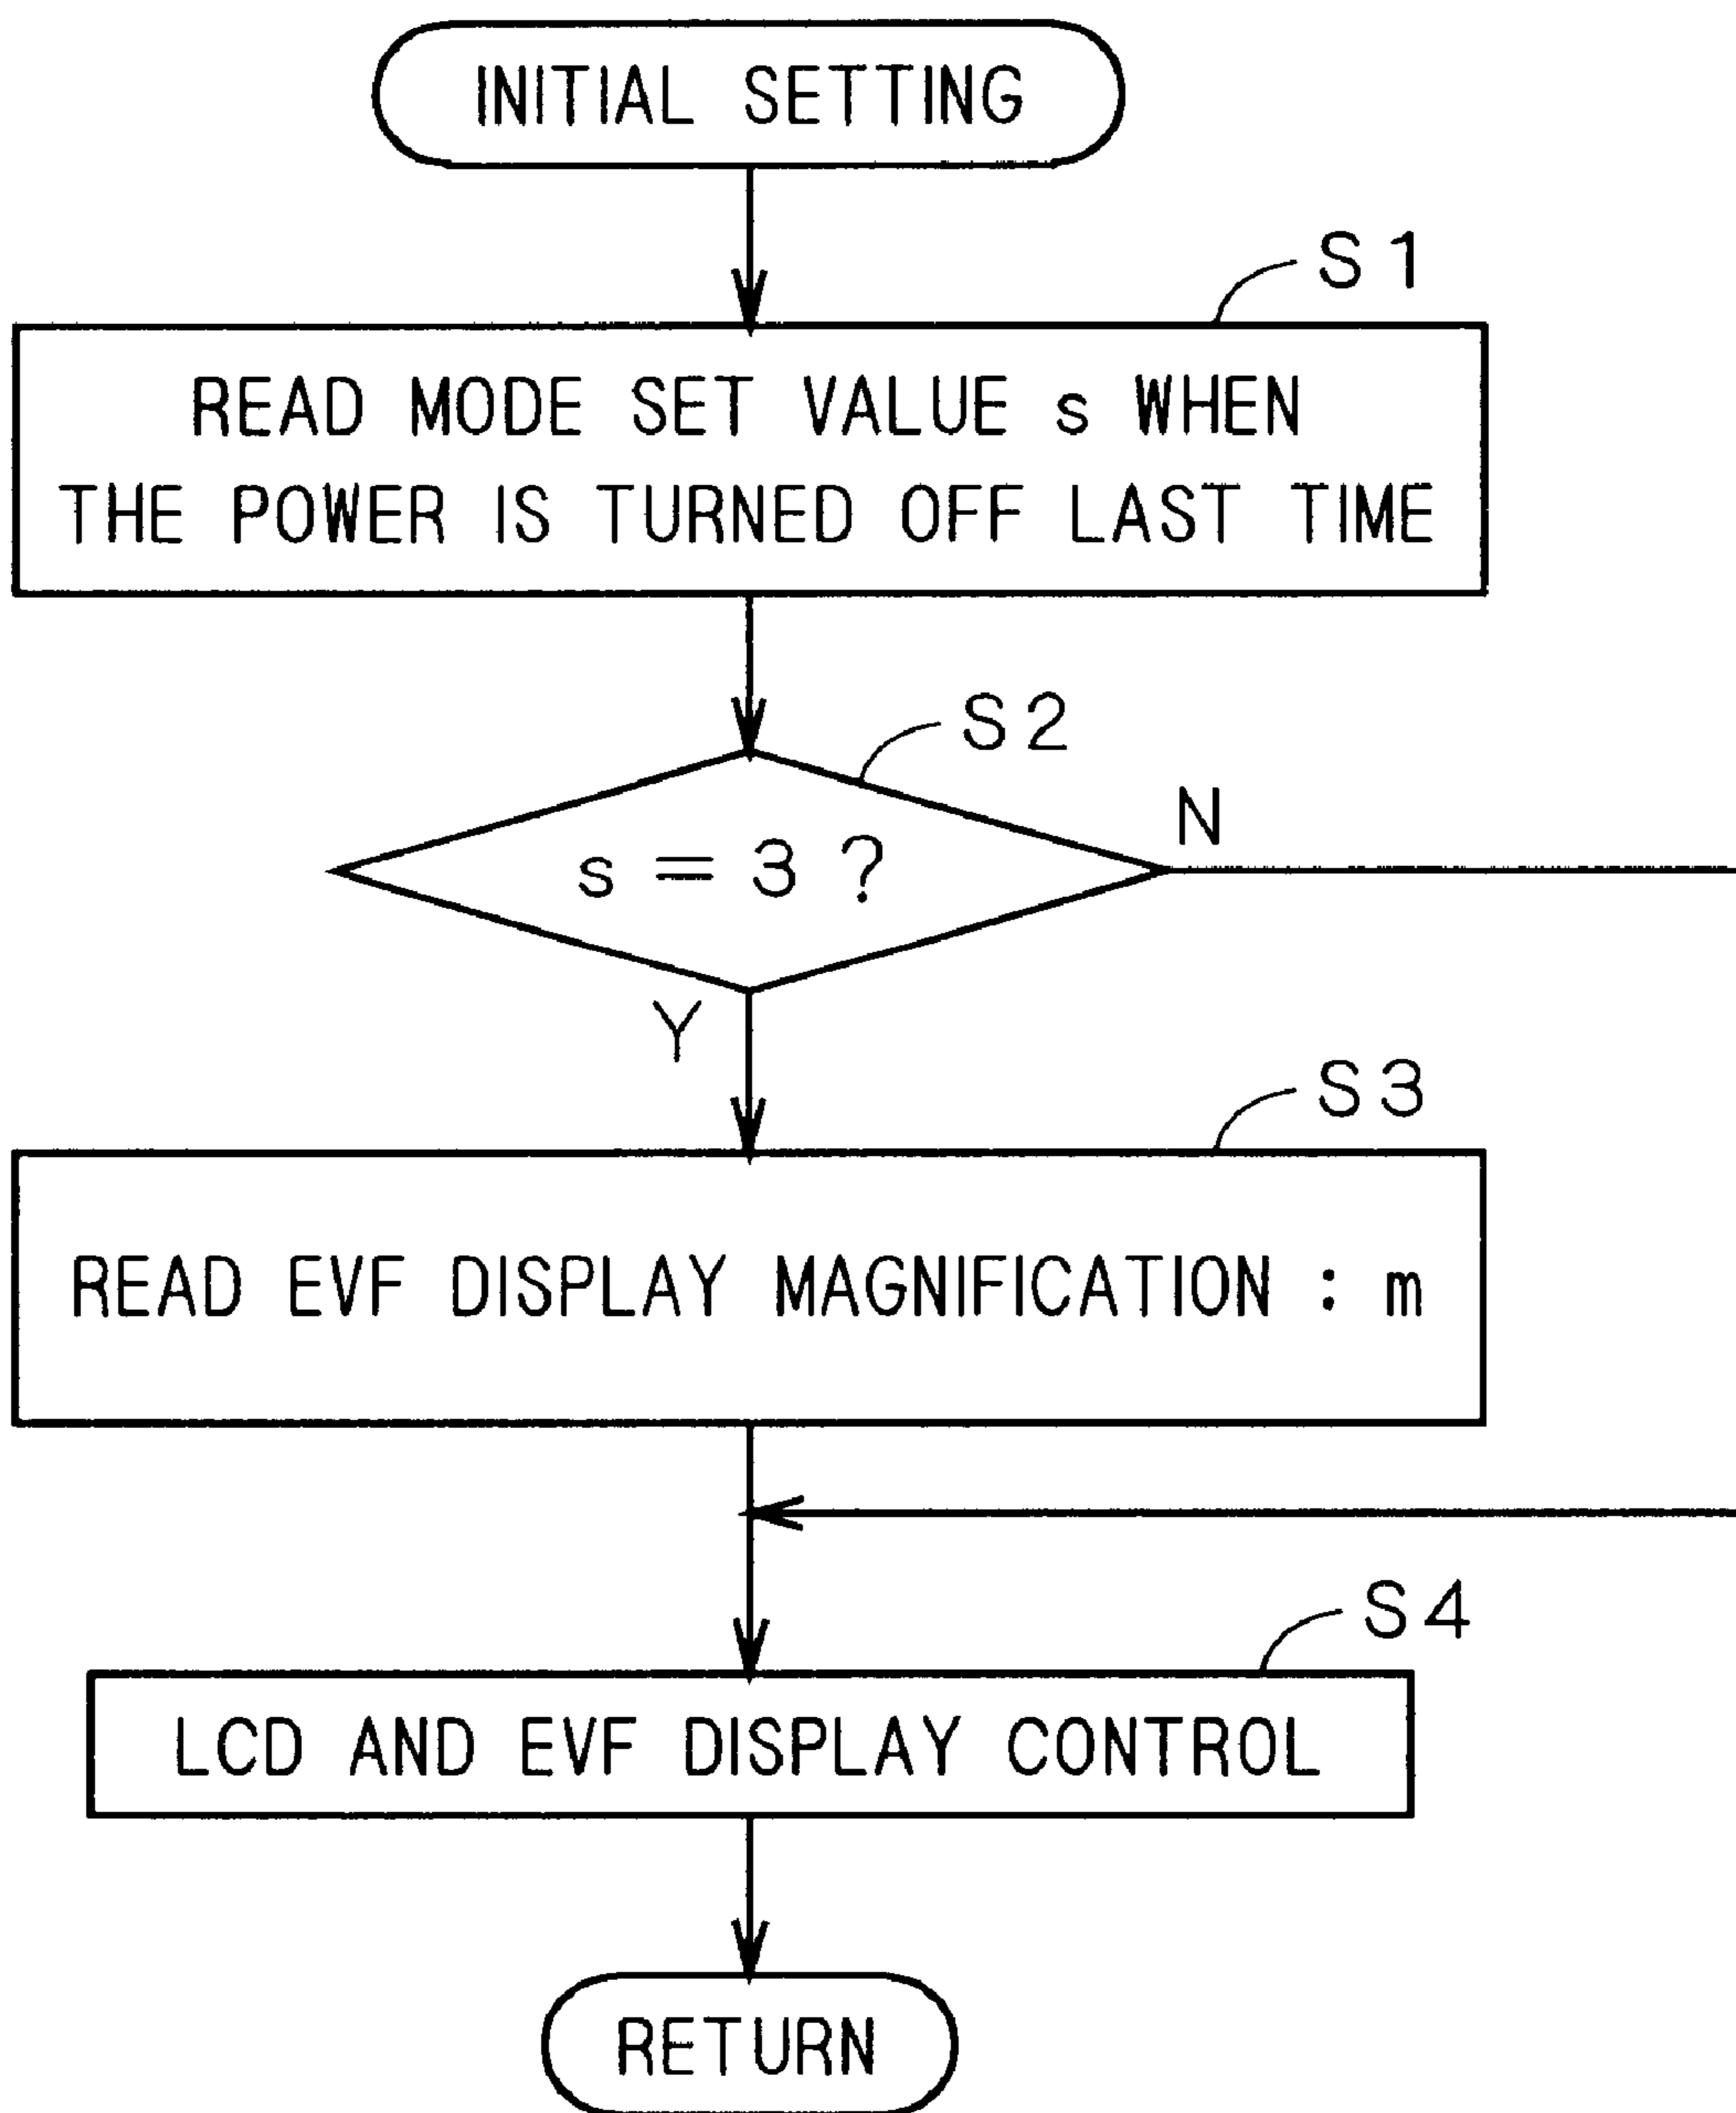 INITIAL SETTING
S1
READ MODE SET VALUE s WHEN
THE POWER IS TURNED OFF LAST TIME
S2
s = 3 ?
N
Y
S3
READ EVF DISPLAY MAGNIFICATION : m
S4
LCD AND EVF DISPLAY CONTROL
RETURN